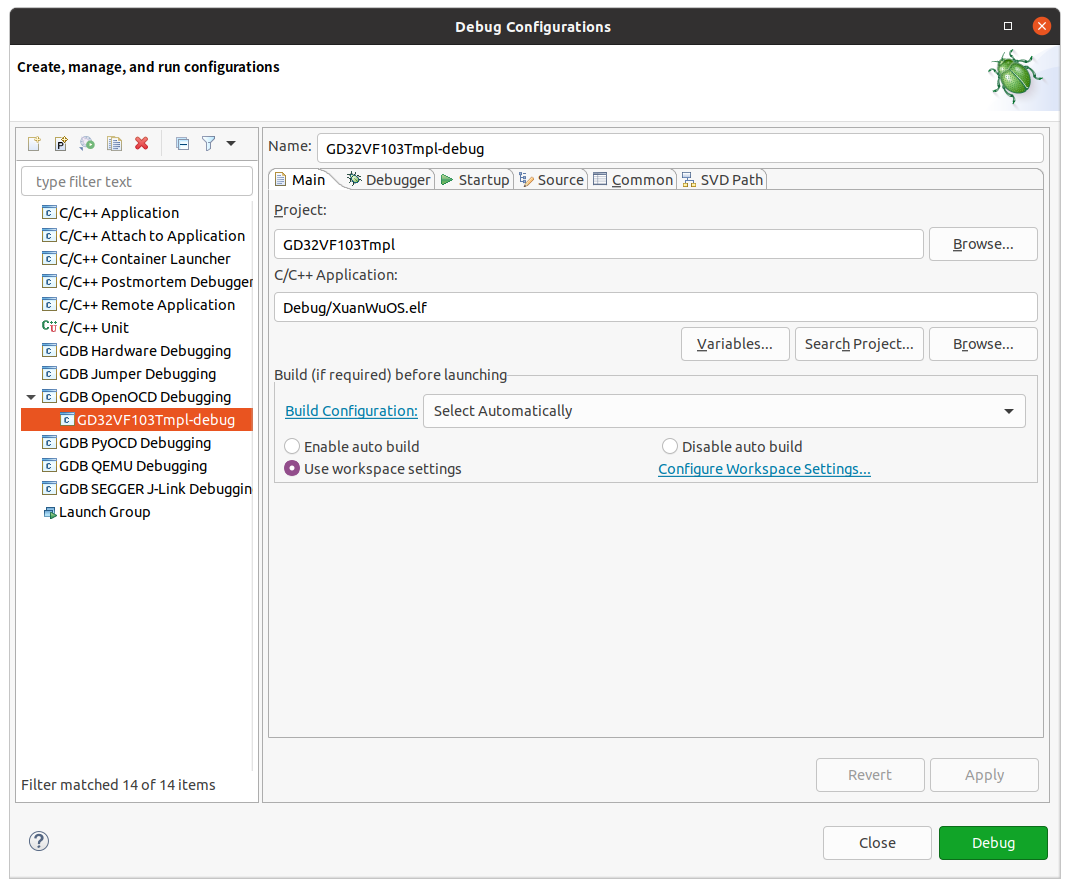 Debug Configurations
Create, manage, and run configurations
type filter text
C/C++ Application
C/C++ Attach to Application
C/C++ Container Launcher
C/C++ Postmortem Debugger
C/C++ Remote Application
C/C++ Unit
GDB Hardware Debugging
GDB Jumper Debugging
GDB OpenOCD Debugging
GD32VF103Tmpl-debug
GDB PyOCD Debugging
GDB QEMU Debugging
GDB SEGGER J-Link Debuggin
Launch Group
Filter matched 14 of 14 items
Name: GD32VF103Tmpl-debug
Main Debugger Startup Source Common SVD Path
Project:
GD32VF103Tmpl Browse...
C/C++ Application:
Debug/XuanWuOS.elf
Variables... Search Project... Browse...
Build (if required) before launching
Build Configuration: Select Automatically
Enable auto build Disable auto build
Use workspace settings Configure Workspace Settings...
Revert Apply
Close Debug